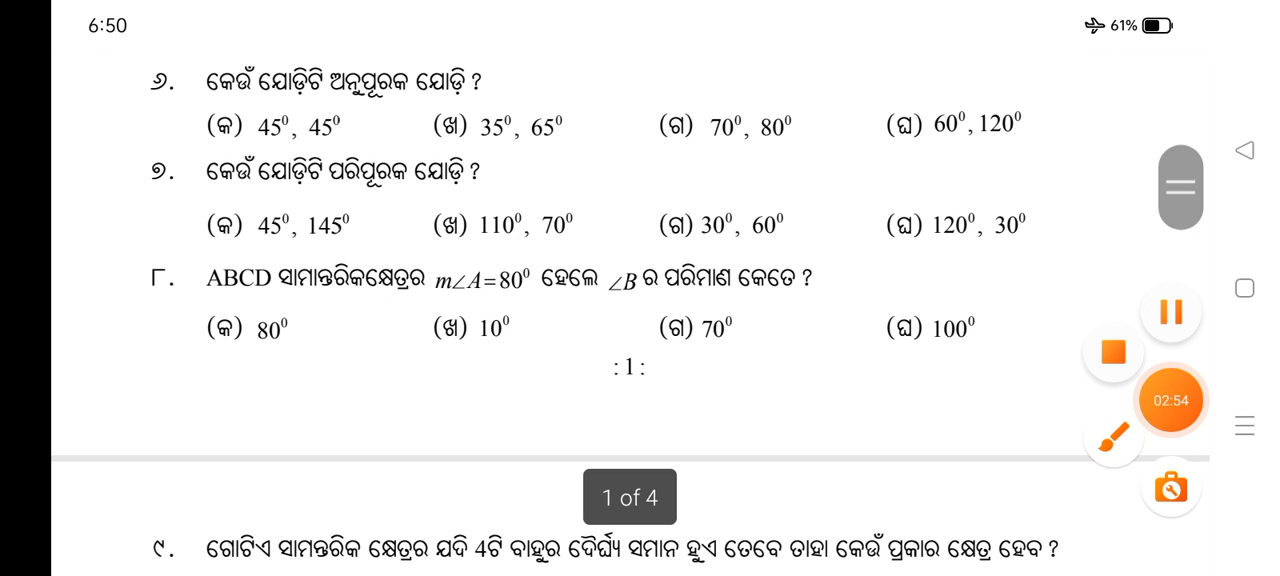 6:50
61%
୬. କେଉଁ ଯୋଡ଼ିଟି ଅନୁପୂରକ ଯୋଡ଼ି ?
(କ) 45⁰, 45⁰ (ଖ) 35⁰, 65⁰ (ଗ) 70⁰, 80⁰ (ଘ) 60⁰,120⁰
୭. କେଉଁ ଯୋଡ଼ିଟି ପରିପୂରକ ଯୋଡ଼ି ?
(କ) 45⁰, 145⁰ (ଖ) 110⁰, 70⁰ (ଗ) 30⁰, 60⁰ (ଘ) 120⁰, 30⁰
୮. ABCD ସାମାନ୍ତରିକକ୍ଷେତ୍ରର m∠A=80⁰ ହେଲେ ∠B ର ପରିମାଣ କେତେ ?
(କ) 80⁰ (ଖ) 10⁰ (ଗ) 70⁰ (ଘ) 100⁰
: 1 :
02:54
1 of 4
୯. ଗୋଟିଏ ସାମନ୍ତରିକ କ୍ଷେତ୍ରର ଯଦି 4ଟି ବାହୁର ଦୈର୍ଘ୍ୟ ସମାନ ହୁଏ ତେବେ ତାହା କେଉଁ ପ୍ରକାର କ୍ଷେତ୍ର ହେବ ?